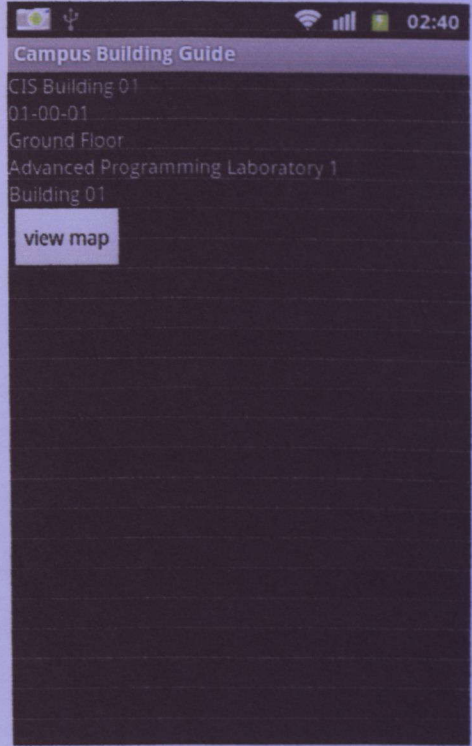 02:40
Campus Building Guide
CIS Building 01
01-00-01
Ground Floor
Advanced Programming Laboratory 1
Building 01
view map